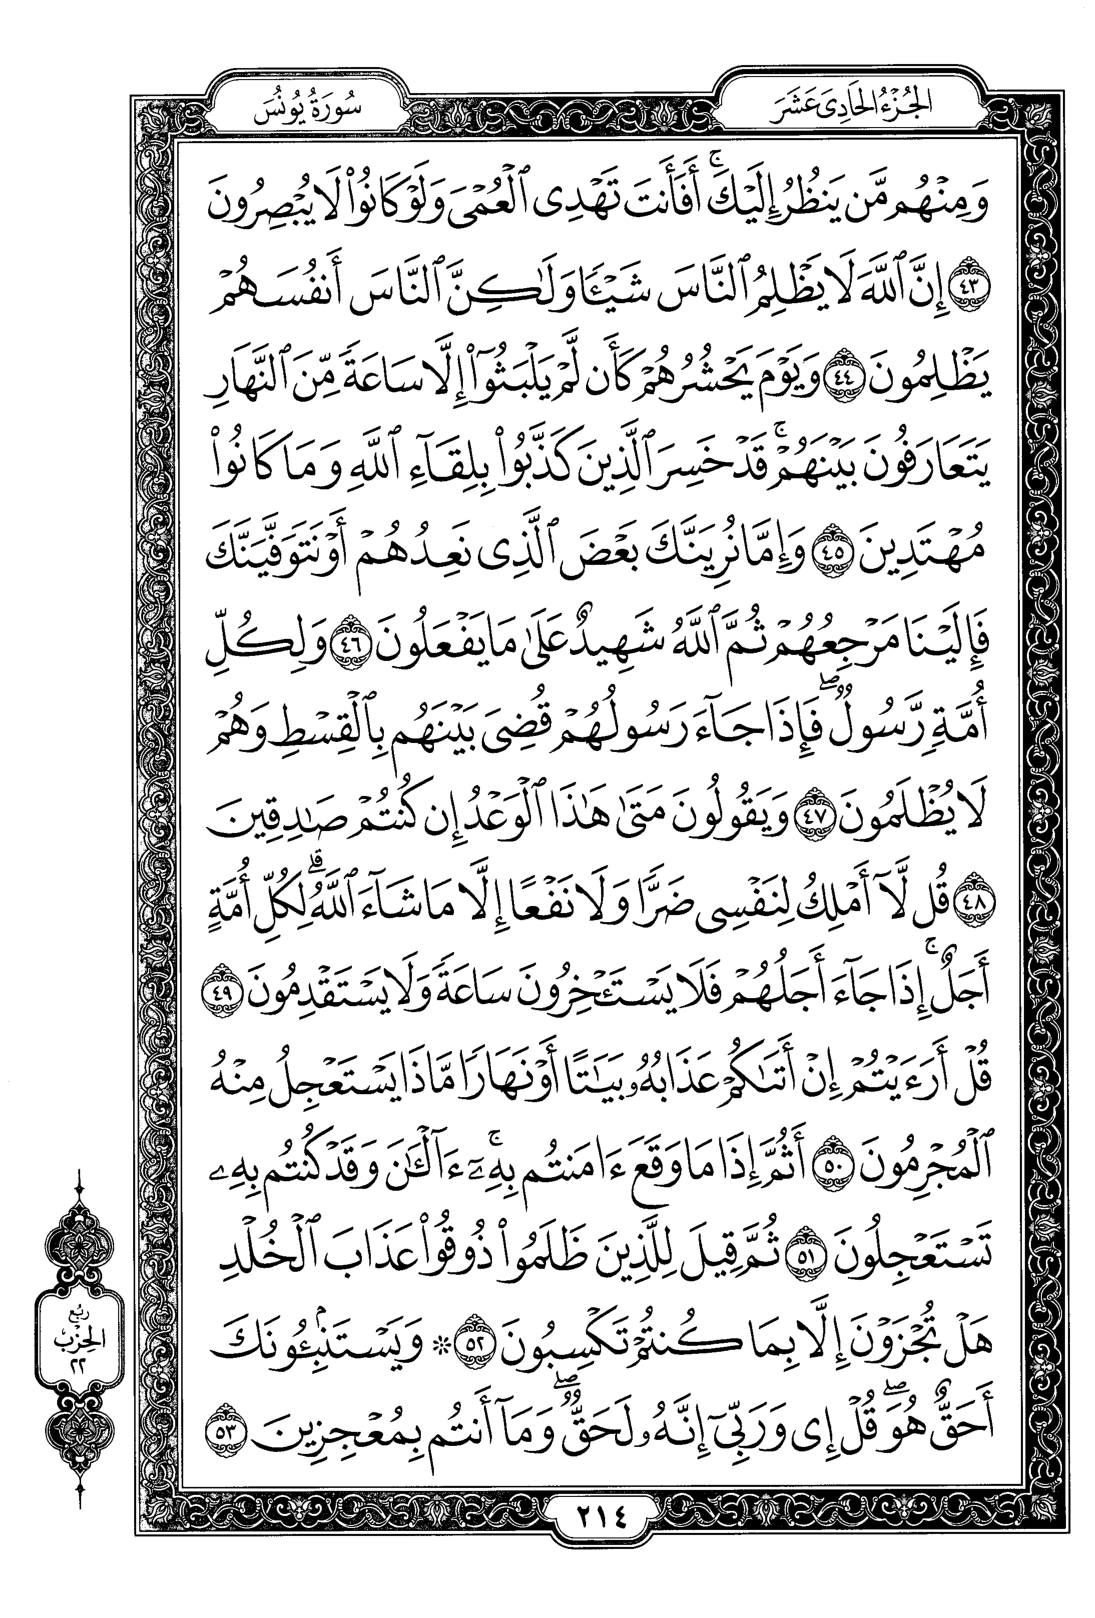 الجُزْءُ الحَادِىَ عَشَرَ
سُورَةُ يُونُسَ
وَمِنْهُم مَّن يَنظُرُ إِلَيْكَۚ أَفَأَنتَ تَهْدِى ٱلْعُمْىَ وَلَوْ كَانُوا۟ لَا يُبْصِرُونَ
٤٣ إِنَّ ٱللَّهَ لَا يَظْلِمُ ٱلنَّاسَ شَيْـًٔا وَلَـٰكِنَّ ٱلنَّاسَ أَنفُسَهُمْ
يَظْلِمُونَ ٤٤ وَيَوْمَ يَحْشُرُهُمْ كَأَن لَّمْ يَلْبَثُوٓا۟ إِلَّا سَاعَةً مِّنَ ٱلنَّهَارِ
يَتَعَارَفُونَ بَيْنَهُمْۚ قَدْ خَسِرَ ٱلَّذِينَ كَذَّبُوا۟ بِلِقَآءِ ٱللَّهِ وَمَا كَانُوا۟
مُهْتَدِينَ ٤٥ وَإِمَّا نُرِيَنَّكَ بَعْضَ ٱلَّذِى نَعِدُهُمْ أَوْ نَتَوَفَّيَنَّكَ
فَإِلَيْنَا مَرْجِعُهُمْ ثُمَّ ٱللَّهُ شَهِيدٌ عَلَىٰ مَا يَفْعَلُونَ ٤٦ وَلِكُلِّ
أُمَّةٍ رَّسُولٌۖ فَإِذَا جَآءَ رَسُولُهُمْ قُضِىَ بَيْنَهُم بِٱلْقِسْطِ وَهُمْ
لَا يُظْلَمُونَ ٤٧ وَيَقُولُونَ مَتَىٰ هَـٰذَا ٱلْوَعْدُ إِن كُنتُمْ صَـٰدِقِينَ
٤٨ قُل لَّآ أَمْلِكُ لِنَفْسِى ضَرًّا وَلَا نَفْعًا إِلَّا مَا شَآءَ ٱللَّهُۗ لِكُلِّ أُمَّةٍ
أَجَلٌۚ إِذَا جَآءَ أَجَلُهُمْ فَلَا يَسْتَـْٔخِرُونَ سَاعَةً وَلَا يَسْتَقْدِمُونَ ٤٩
قُلْ أَرَءَيْتُمْ إِنْ أَتَىٰكُمْ عَذَابُهُۥ بَيَـٰتًا أَوْ نَهَارًا مَّاذَا يَسْتَعْجِلُ مِنْهُ
ٱلْمُجْرِمُونَ ٥٠ أَثُمَّ إِذَا مَا وَقَعَ ءَامَنتُم بِهِۦٓۚ ءَآلْـَٔـٰنَ وَقَدْ كُنتُم بِهِۦ
تَسْتَعْجِلُونَ ٥١ ثُمَّ قِيلَ لِلَّذِينَ ظَلَمُوا۟ ذُوقُوا۟ عَذَابَ ٱلْخُلْدِ
هَلْ تُجْزَوْنَ إِلَّا بِمَا كُنتُمْ تَكْسِبُونَ ٥٢ ۞ وَيَسْتَنۢبِـُٔونَكَ
أَحَقٌّ هُوَۖ قُلْ إِى وَرَبِّىٓ إِنَّهُۥ لَحَقٌّۖ وَمَآ أَنتُم بِمُعْجِزِينَ ٥٣
رُبع
الحِزْب
٢٢
٢١٤